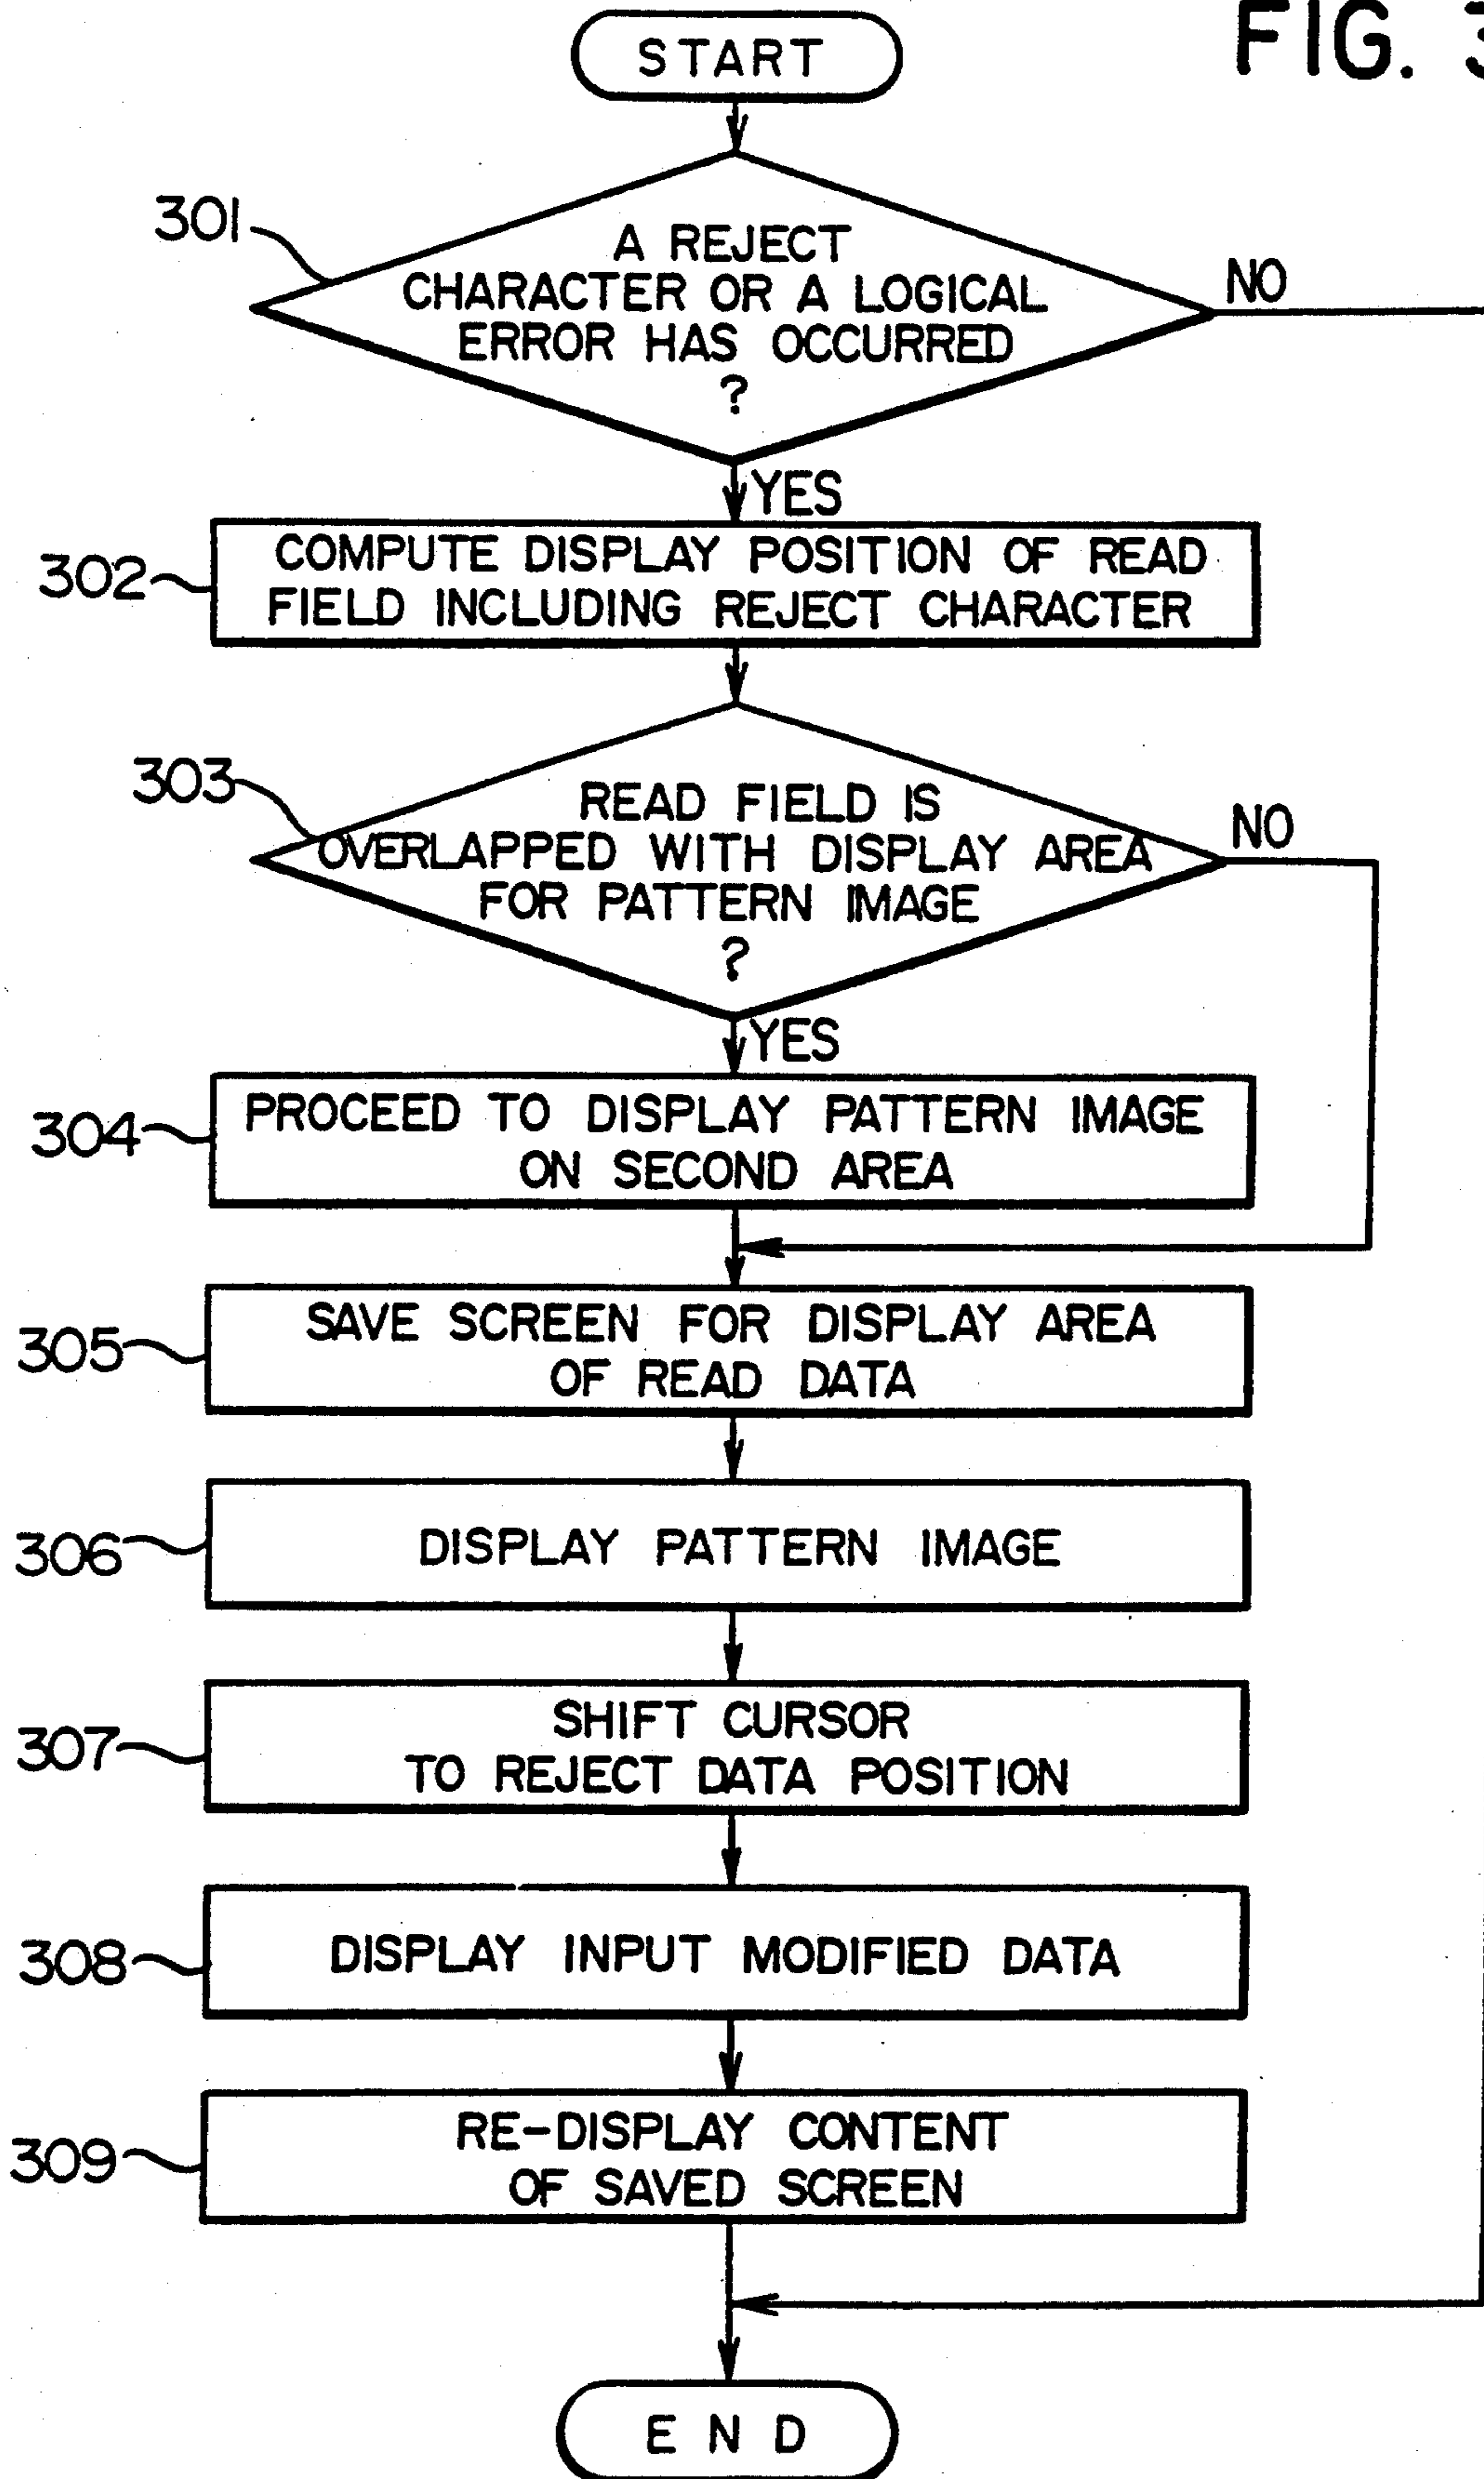 FIG. 3
START
301
A REJECT
CHARACTER OR A LOGICAL
ERROR HAS OCCURRED
?
NO
YES
302
COMPUTE DISPLAY POSITION OF READ
FIELD INCLUDING REJECT CHARACTER
303
READ FIELD IS
OVERLAPPED WITH DISPLAY AREA
FOR PATTERN IMAGE
?
NO
YES
304
PROCEED TO DISPLAY PATTERN IMAGE
ON SECOND AREA
305
SAVE SCREEN FOR DISPLAY AREA
OF READ DATA
306
DISPLAY PATTERN IMAGE
307
SHIFT CURSOR
TO REJECT DATA POSITION
308
DISPLAY INPUT MODIFIED DATA
309
RE-DISPLAY CONTENT
OF SAVED SCREEN
END